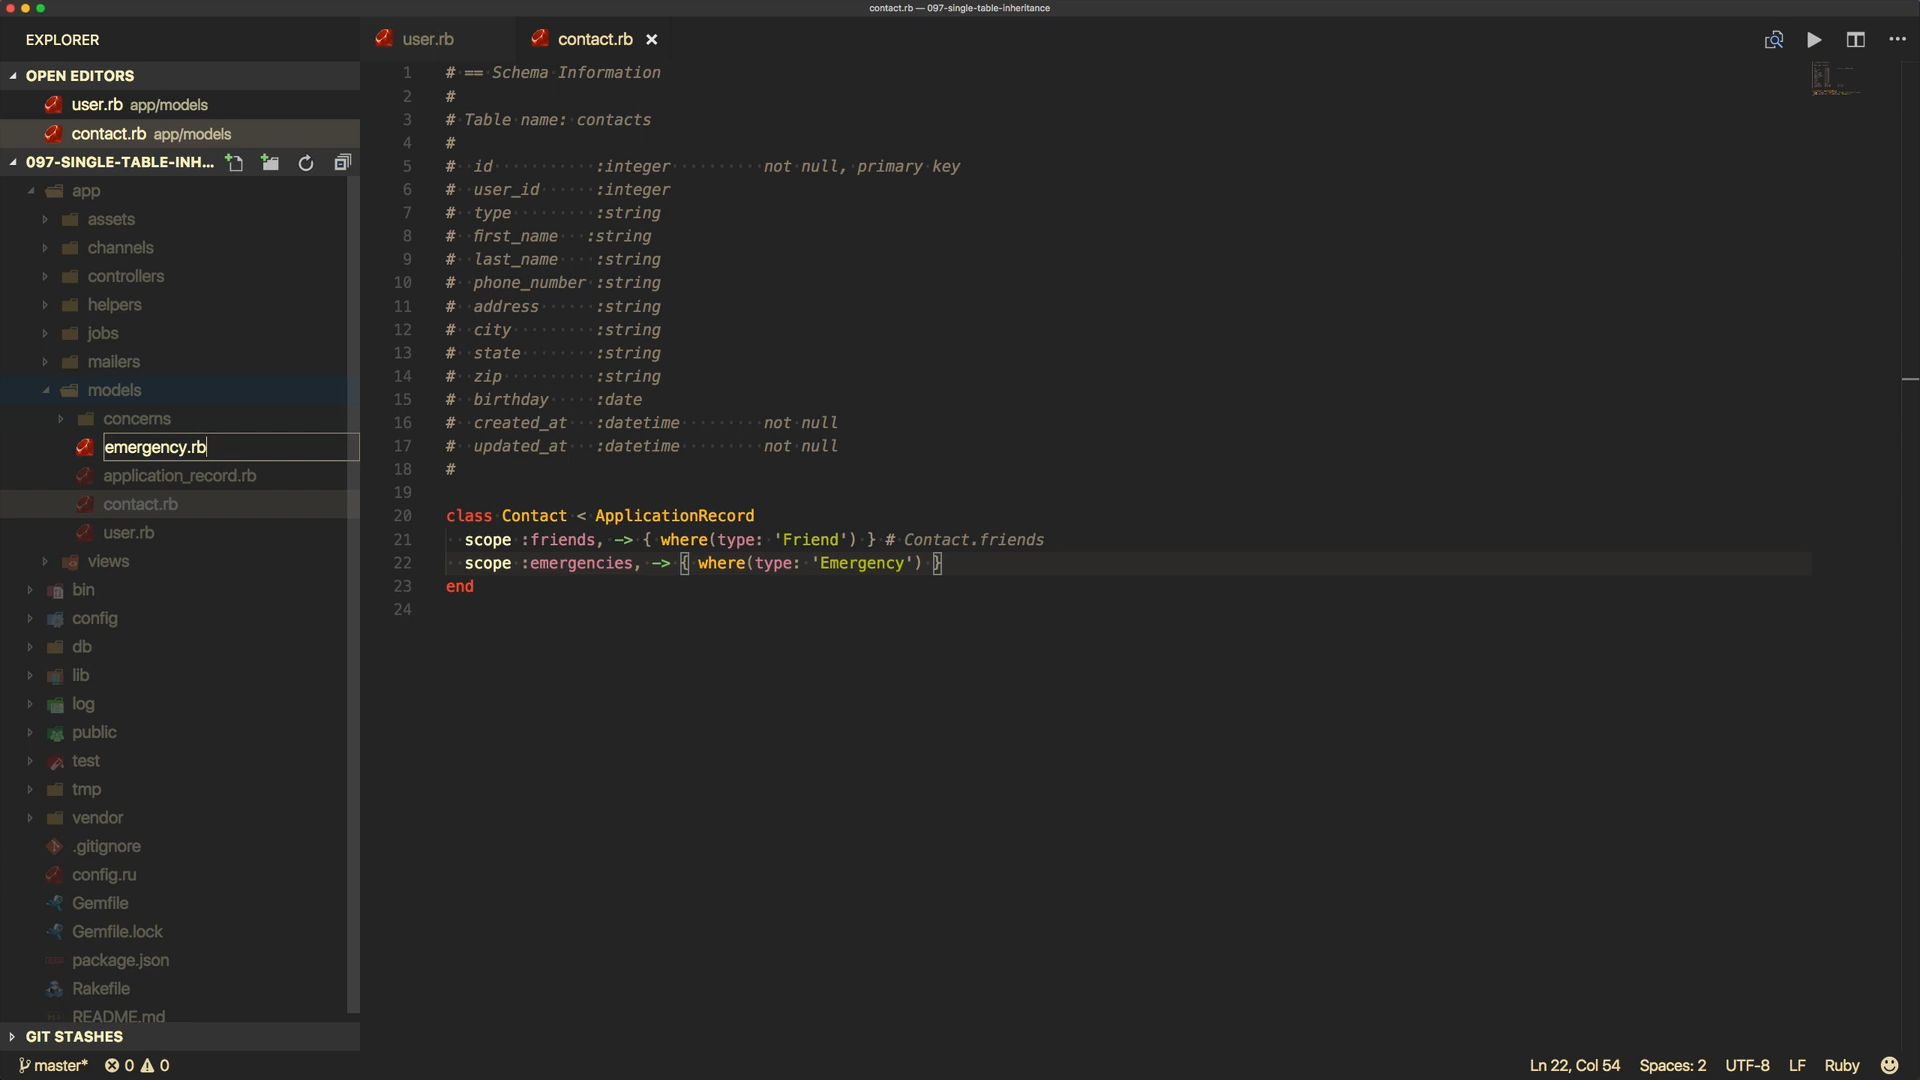 contact.rb — 097-single-table-inheritance
EXPLORER
OPEN EDITORS
user.rb app/models
contact.rb app/models
097-SINGLE-TABLE-INH...
app
assets
channels
controllers
helpers
jobs
mailers
models
concerns
emergency.rb
application_record.rb
contact.rb
user.rb
views
bin
config
db
lib
log
public
test
tmp
vendor
.gitignore
config.ru
Gemfile
Gemfile.lock
package.json
Rakefile
README.md
GIT STASHES
user.rb
contact.rb
1 # == Schema Information
2 #
3 # Table name: contacts
4 #
5 # id :integer not null, primary key
6 # user_id :integer
7 # type :string
8 # first_name :string
9 # last_name :string
10 # phone_number :string
11 # address :string
12 # city :string
13 # state :string
14 # zip :string
15 # birthday :date
16 # created_at :datetime not null
17 # updated_at :datetime not null
18 #
19
20 class Contact < ApplicationRecord
21 scope :friends, -> { where(type: 'Friend') } # Contact.friends
22 scope :emergencies, -> { where(type: 'Emergency') }
23 end
24
master* 0 0
Ln 22, Col 54 Spaces: 2 UTF-8 LF Ruby